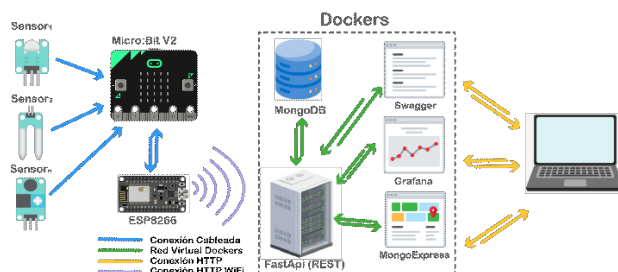 Dockers
Sensor₁
Micro:Bit V2
Sensor₂
MongoDB
Swagger
Sensorₙ
Grafana
ESP8266
FastApi (REST)
MongoExpress
Conexión Cableada
Red Virtual Dockers
Conexión HTTP
Conexión HTTP WiFi